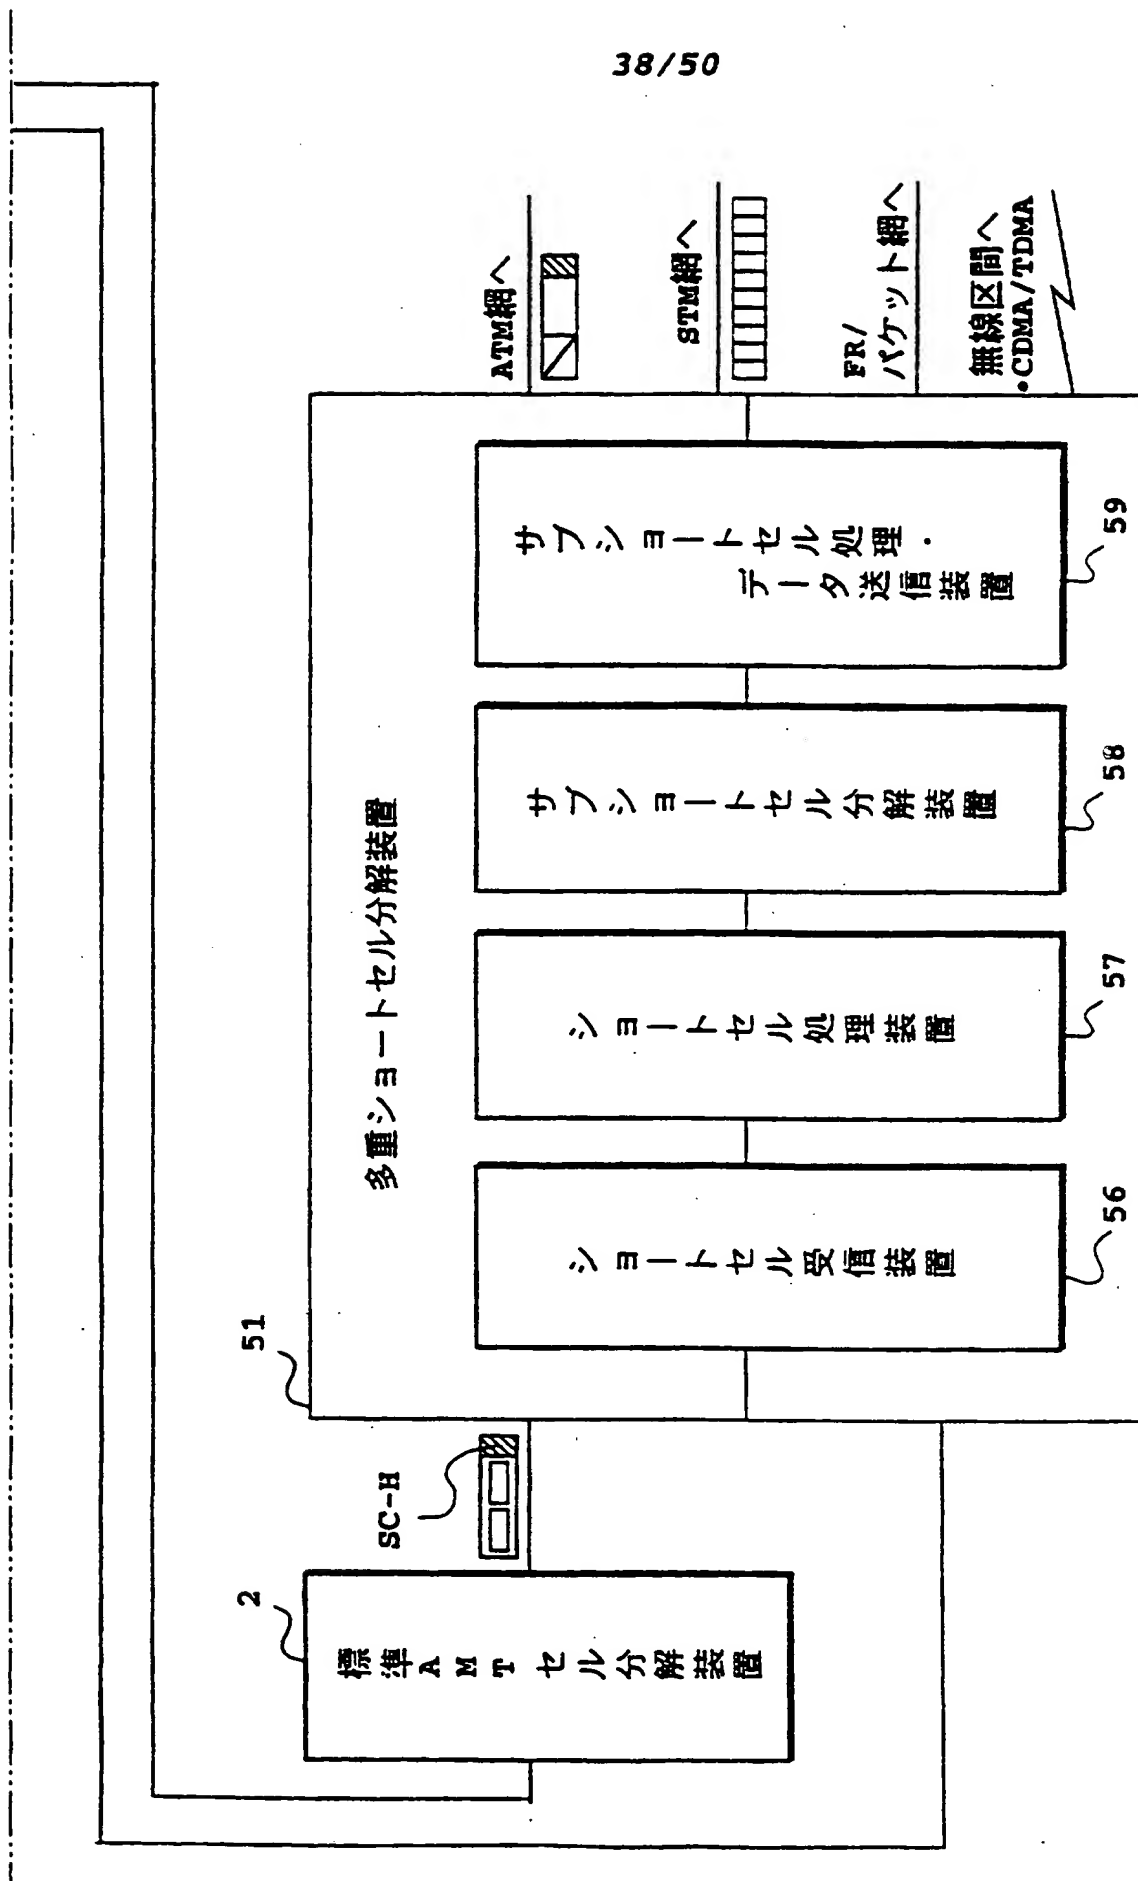 38/50
2
標準AMTセル分解装置
SC-H
51
多重ショートセル分解装置
ショートセル受信装置
56
ショートセル処理装置
57
サブショートセル分解装置
58
サブショートセル処理・
データ送信装置
59
ATM網へ
STM網へ
FR/
パケット網へ
無線区間へ
•CDMA/TDMA